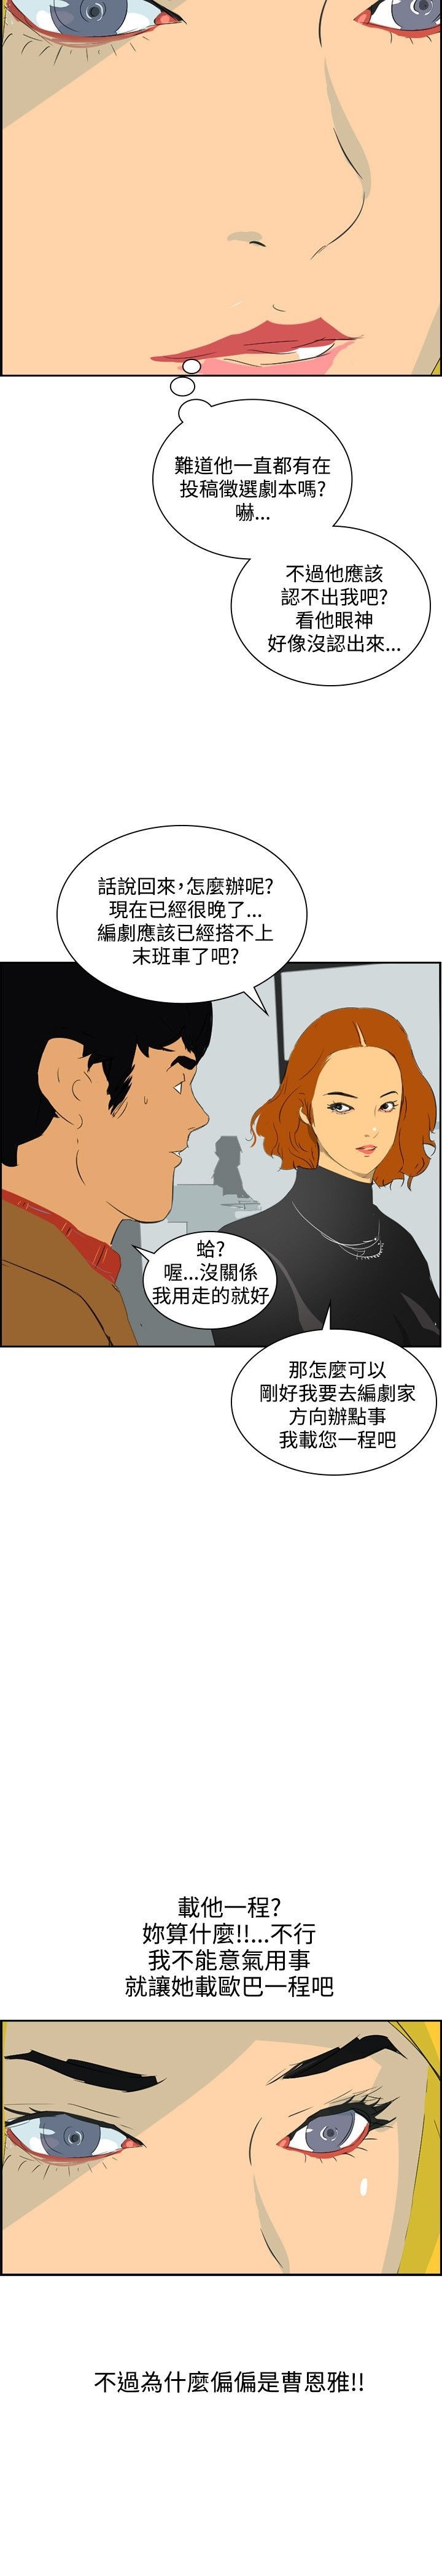 難道他一直都有在
投稿徵選劇本嗎?
嚇...
不過他應該
認不出我吧?
看他眼神
好像沒認出來...
話說回來,怎麼辦呢?
現在已經很晚了...
編劇應該已經搭不上
末班車了吧?
蛤?
喔...沒關係
我用走的就好
那怎麼可以
剛好我要去編劇家
方向辦點事
我載您一程吧
載他一程?
妳算什麼!!...不行
我不能意氣用事
就讓她載歐巴一程吧
不過為什麼偏偏是曹恩雅!!